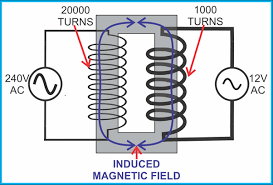 20000
TURNS
1000
TURNS
240V
AC
12V
AC
INDUCED
MAGNETIC FIELD